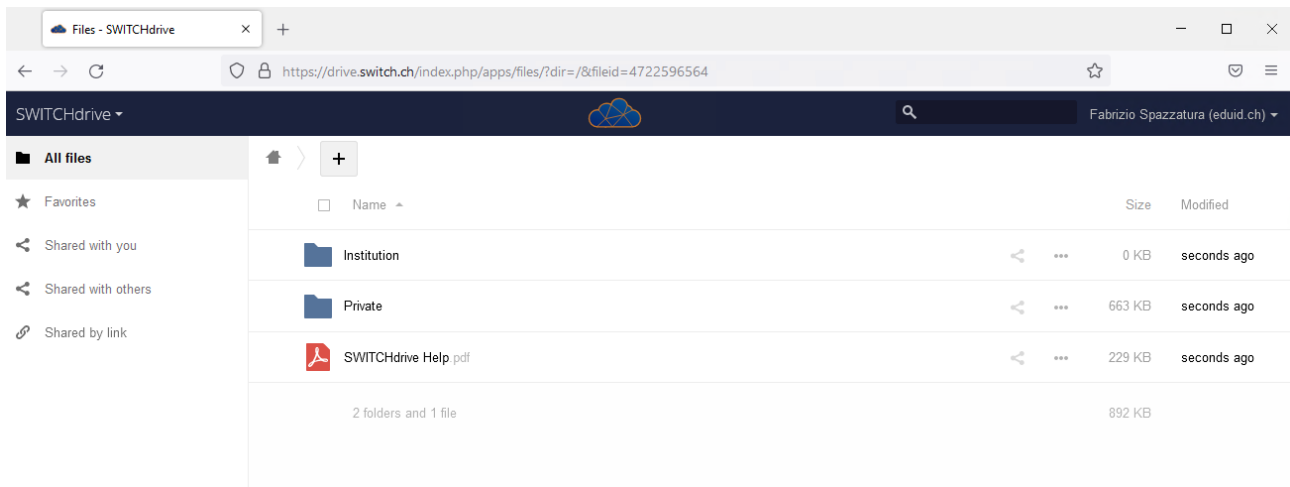 Files - SWITCHdrive
https://drive.switch.ch/index.php/apps/files/?dir=/&fileid=4722596564
SWITCHdrive
Fabrizio Spazzatura (eduid.ch)
All files
Favorites
Shared with you
Shared with others
Shared by link
Name Size Modified
Institution 0 KB seconds ago
Private 663 KB seconds ago
SWITCHdrive Help.pdf 229 KB seconds ago
2 folders and 1 file 892 KB